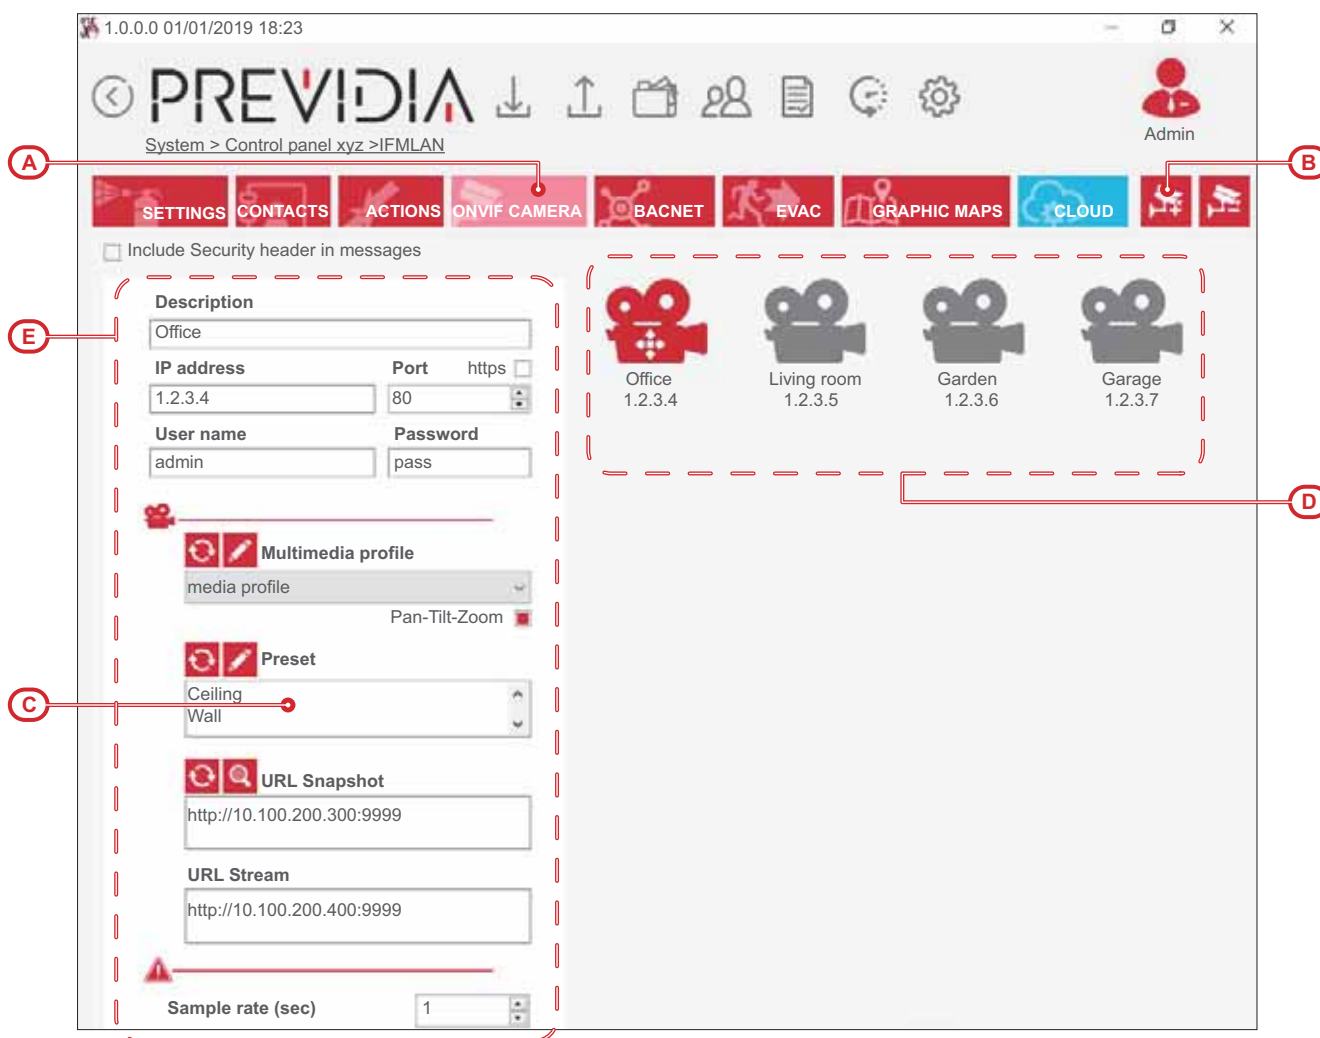 1.0.0.0 01/01/2019 18:23
PREVIDIA
Admin
System > Control panel xyz >IFMLAN
A
B
SETTINGS CONTACTS ACTIONS ONVIF CAMERA BACNET EVAC GRAPHIC MAPS CLOUD
Include Security header in messages
E
Description
Office
IP address Port https
1.2.3.4 80
User name Password
admin pass
Office Living room Garden Garage
1.2.3.4 1.2.3.5 1.2.3.6 1.2.3.7
D
Multimedia profile
media profile
Pan-Tilt-Zoom
Preset
C
Ceiling
Wall
URL Snapshot
http://10.100.200.300:9999
URL Stream
http://10.100.200.400:9999
Sample rate (sec) 1